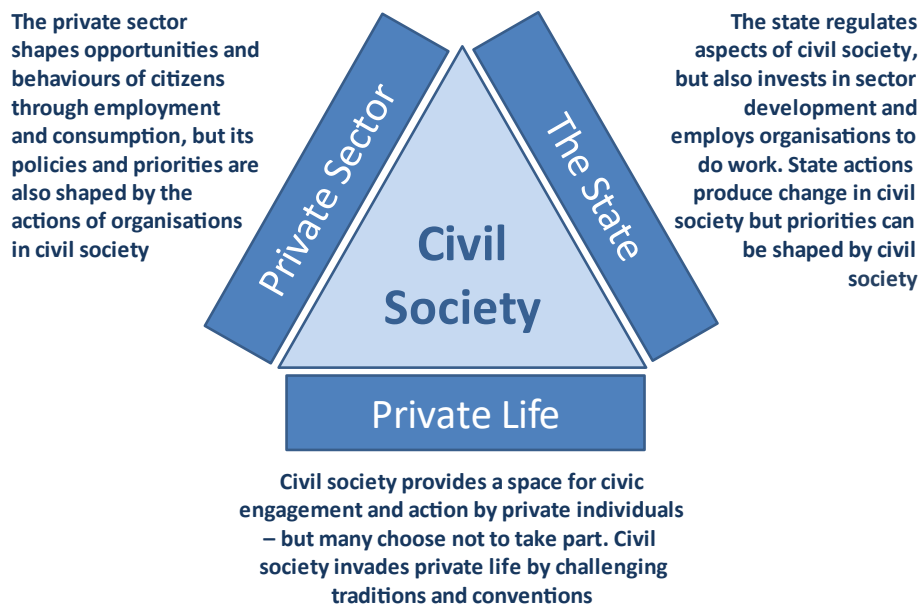 The private sector
shapes opportunities and
behaviours of citizens
through employment
and consumption, but its
policies and priorities are
also shaped by the
actions of organisations
in civil society
Private Sector
Civil
Society
The State
The state regulates
aspects of civil society,
but also invests in sector
development and
employs organisations to
do work. State actions
produce change in civil
society but priorities can
be shaped by civil
society
Private Life
Civil society provides a space for civic
engagement and action by private individuals
– but many choose not to take part. Civil
society invades private life by challenging
traditions and conventions